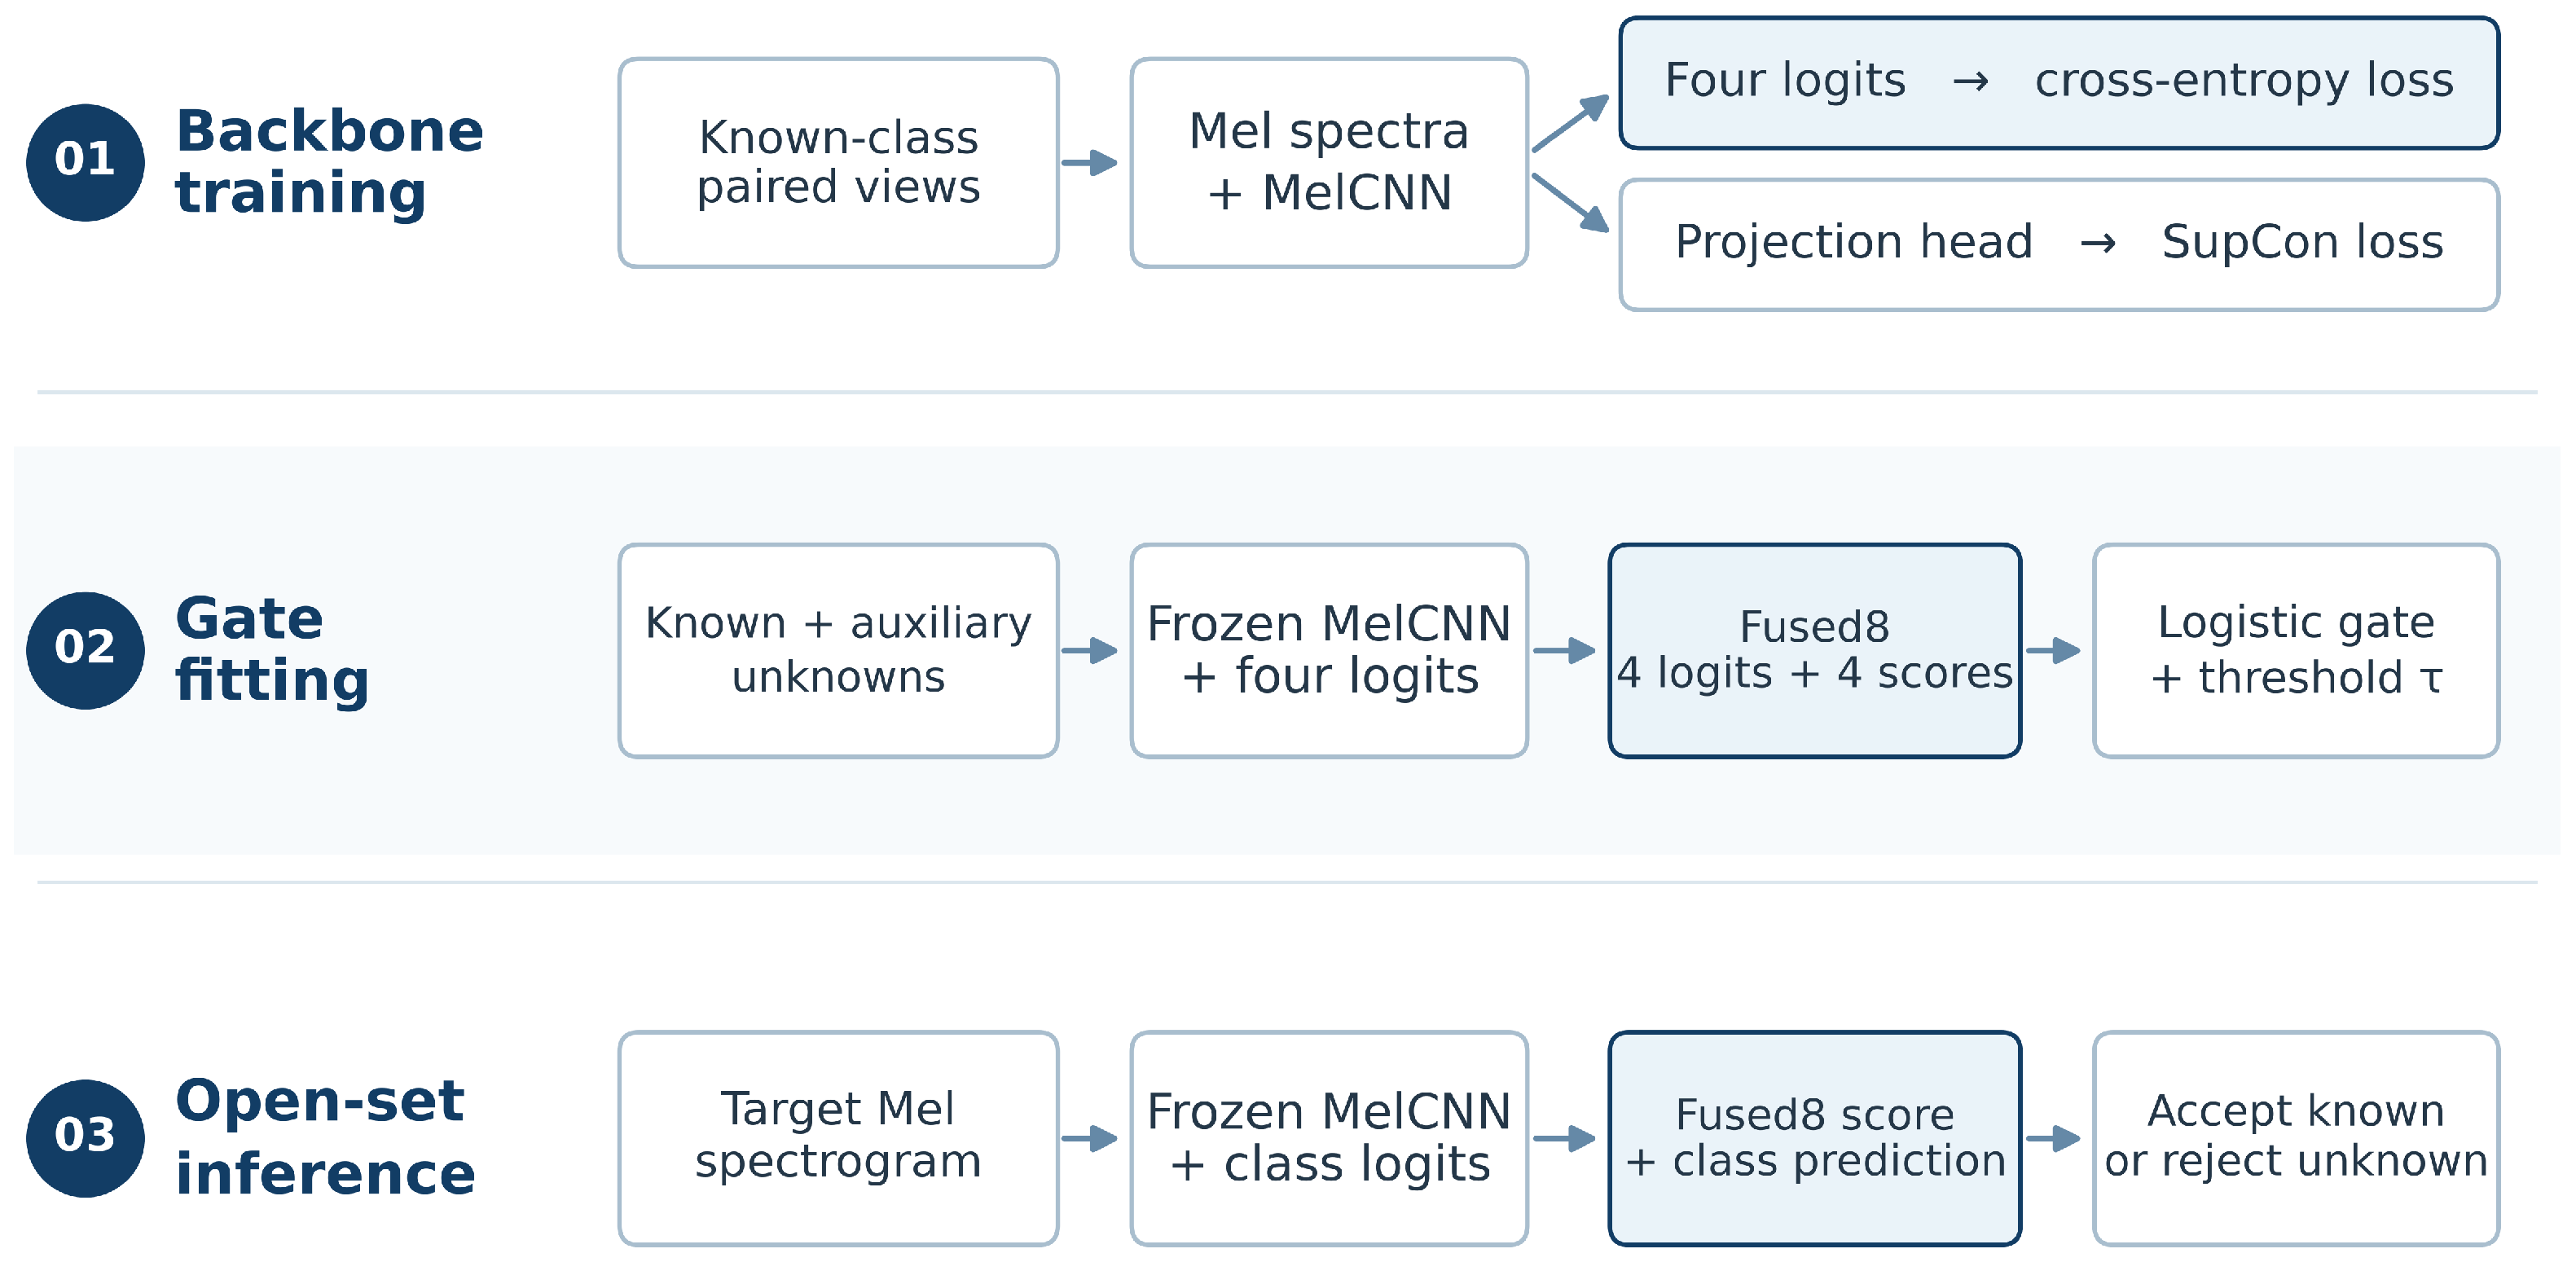 01
Backbone
training
Known-class
paired views
Mel spectra
+ MelCNN
Four logits → cross-entropy loss
Projection head → SupCon loss
02
Gate
fitting
Known + auxiliary
unknowns
Frozen MelCNN
+ four logits
Fused8
4 logits + 4 scores
Logistic gate
+ threshold τ
03
Open-set
inference
Target Mel
spectrogram
Frozen MelCNN
+ class logits
Fused8 score
+ class prediction
Accept known
or reject unknown